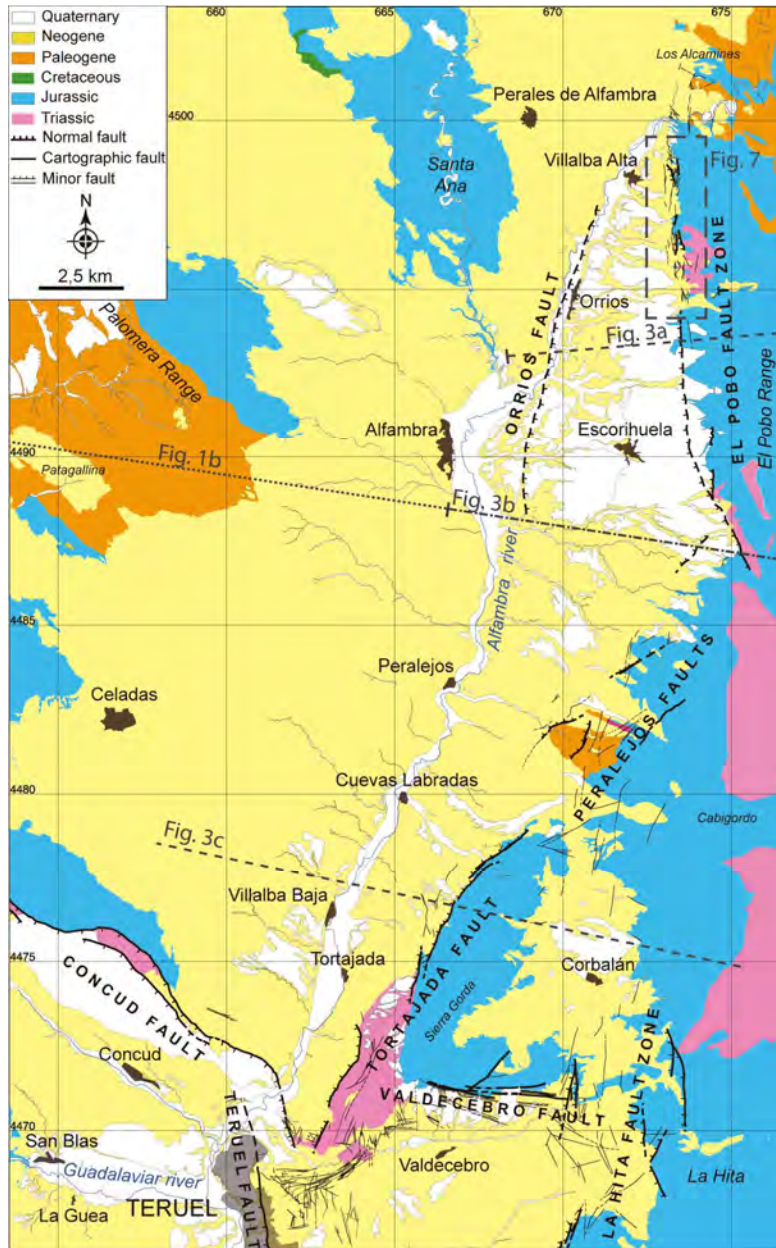 660
665
670
675
Quaternary
Neogene
Paleogene
Cretaceous
Jurassic
Triassic
Normal fault
Cartographic fault
Minor fault
N
2,5 km
Los Alcamines
4500
Perales de Alfambra
Villalba Alta
Fig. 7
Santa
Ana
EL POBO FAULT ZONE
Orrios
ORRIOS FAULT
Fig. 3a
El Pobo Range
Palomera Range
Alfambra
Escorihuela
4490
Fig. 1b
Patagallina
Fig. 3b
Alfambra river
4485
Peralejos
PERALEJOS FAULTS
Celadas
4480
Cuevas Labradas
Cabigordo
Fig. 3c
Villalba Baja
4475
Tortajada
TORTAJADA FAULT
Corbalán
CONCUD FAULT
Sierra Gorda
Concud
LA HITA FAULT ZONE
VALDECEBRO FAULT
TERUEL FAULT
4470
San Blas
Valdecebro
Guadalaviar river
La Hita
La Guea
TERUEL